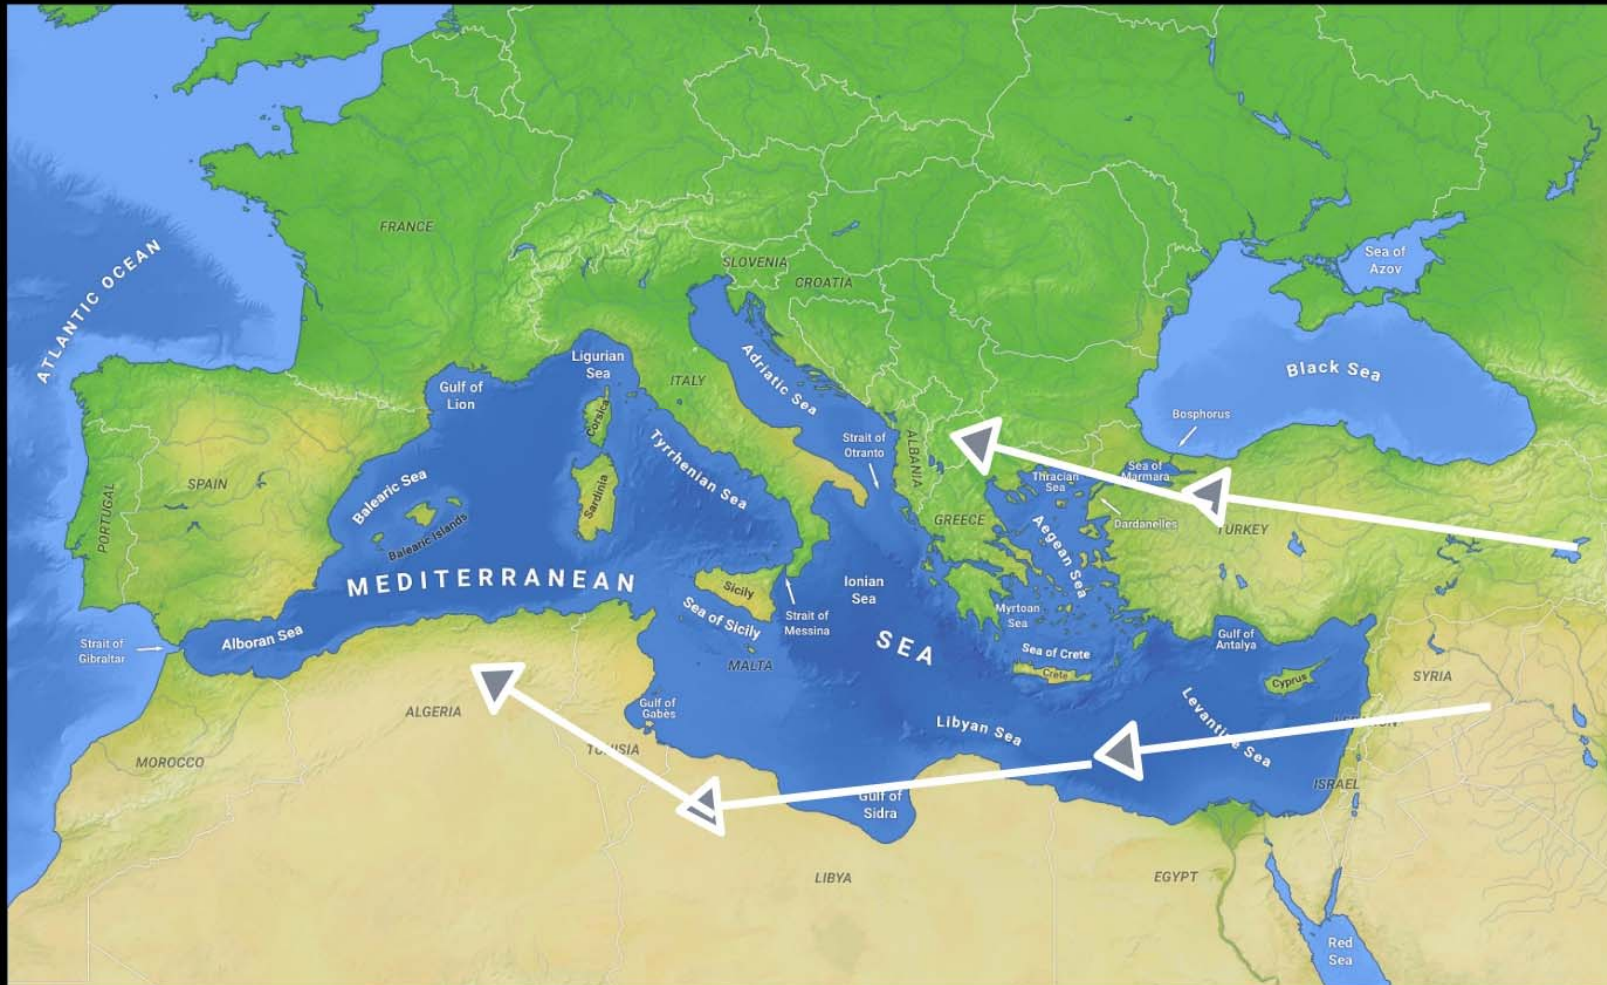 FRANCE
SLOVENIA
CROATIA
Sea of
Azov
ATLANTIC OCEAN
Ligurian
Sea
Gulf of
Lion
ITALY
Corsica
Adriatic Sea
Black Sea
Bosphorus
Strait of
Otranto
ALBANIA
PORTUGAL
SPAIN
Balearic Sea
Balearic Islands
Sardinia
Tyrrhenian Sea
Thracian
Sea
Sea of
Marmara
Dardanelles
TURKEY
GREECE
Aegean Sea
MEDITERRANEAN
SEA
Sicily
Ionian
Sea
Myrtoan
Sea
Strait of
Messina
Sea of Sicily
Strait of
Gibraltar
Alboran Sea
MALTA
Sea of Crete
Crete
Gulf of
Antalya
Cyprus
SYRIA
Gulf of
Gabès
ALGERIA
TUNISIA
MOROCCO
Libyan Sea
Levantine Sea
ISRAEL
Gulf of
Sidra
LIBYA
EGYPT
Red
Sea